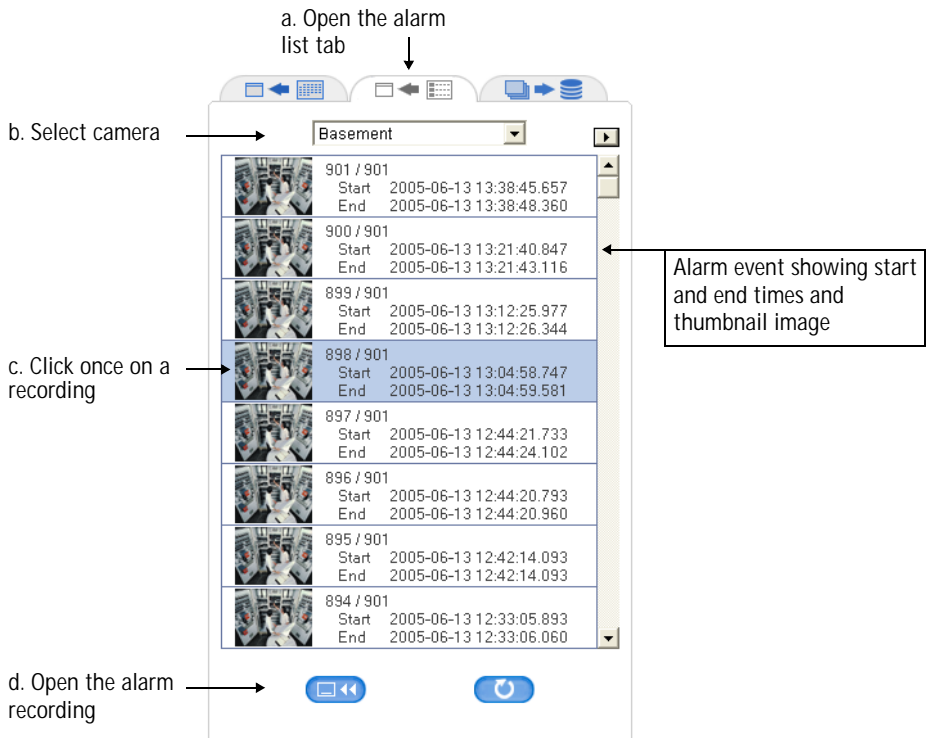 a. Open the alarm
list tab
b. Select camera
Basement
901 / 901
Start 2005-06-13 13:38:45.657
End 2005-06-13 13:38:48.360
900 / 901
Start 2005-06-13 13:21:40.847
End 2005-06-13 13:21:43.116
Alarm event showing start
and end times and
thumbnail image
899 / 901
Start 2005-06-13 13:12:25.977
End 2005-06-13 13:12:26.344
c. Click once on a
recording
898 / 901
Start 2005-06-13 13:04:58.747
End 2005-06-13 13:04:59.581
897 / 901
Start 2005-06-13 12:44:21.733
End 2005-06-13 12:44:24.102
896 / 901
Start 2005-06-13 12:44:20.793
End 2005-06-13 12:44:20.960
895 / 901
Start 2005-06-13 12:42:14.093
End 2005-06-13 12:42:14.093
894 / 901
Start 2005-06-13 12:33:05.893
End 2005-06-13 12:33:06.060
d. Open the alarm
recording